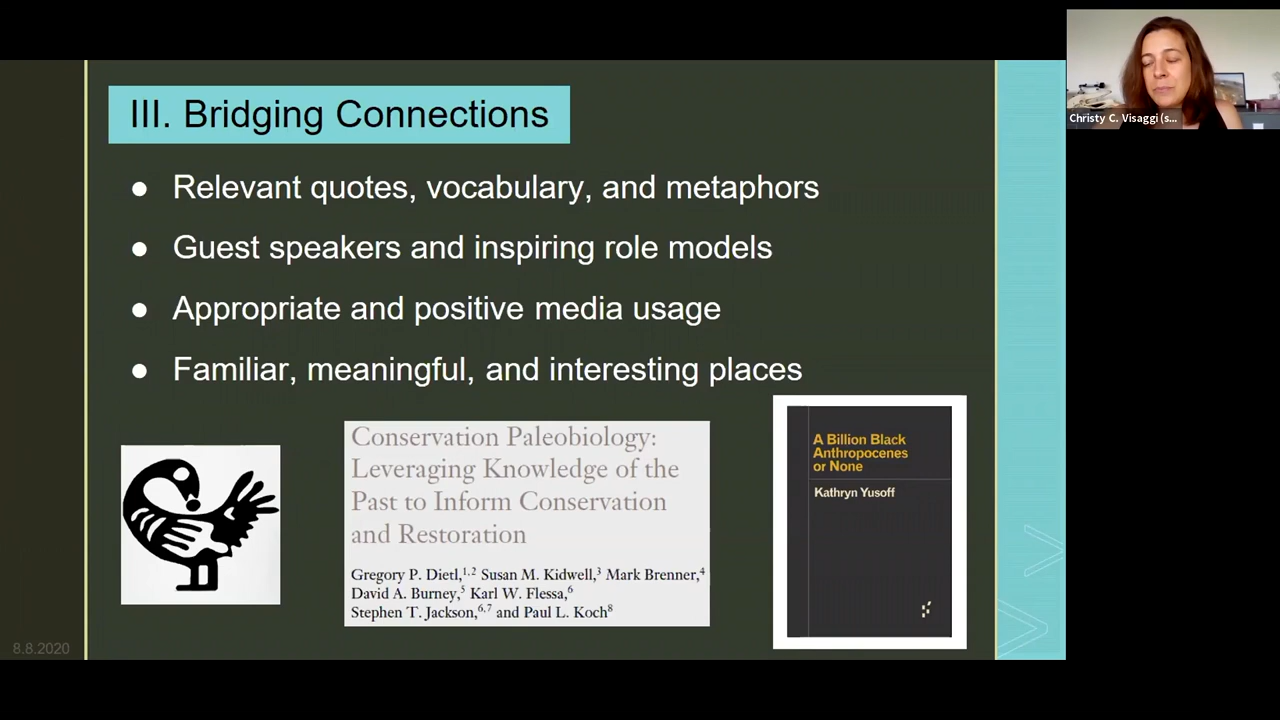 III. Bridging Connections
● Relevant quotes, vocabulary, and metaphors
● Guest speakers and inspiring role models
● Appropriate and positive media usage
● Familiar, meaningful, and interesting places
Conservation Paleobiology:
Leveraging Knowledge of the
Past to Inform Conservation
and Restoration
Gregory P. Dietl,1,2 Susan M. Kidwell,3 Mark Brenner,4
David A. Burney,5 Karl W. Flessa,6
Stephen T. Jackson,6,7 and Paul L. Koch8
A Billion Black
Anthropocenes
or None
Kathryn Yusoff
8.8.2020
Christy C. Visaggi (s...